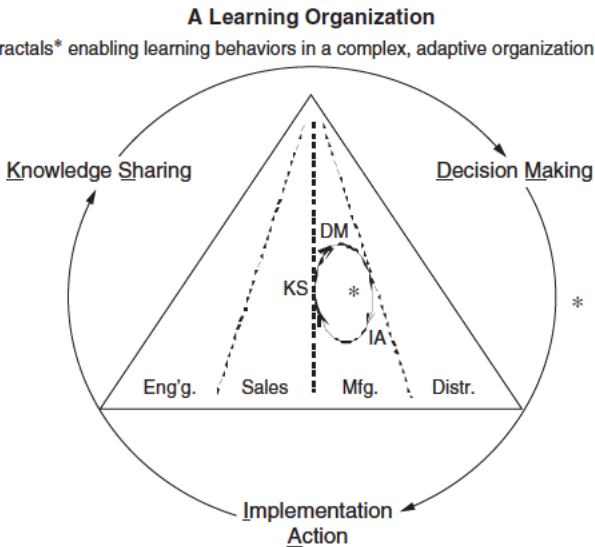 A Learning Organization
ractals* enabling learning behaviors in a complex, adaptive organization
Knowledge Sharing
Decision Making
DM
KS
*
*
IA
Eng'g.
Sales
Mfg.
Distr.
Implementation
Action